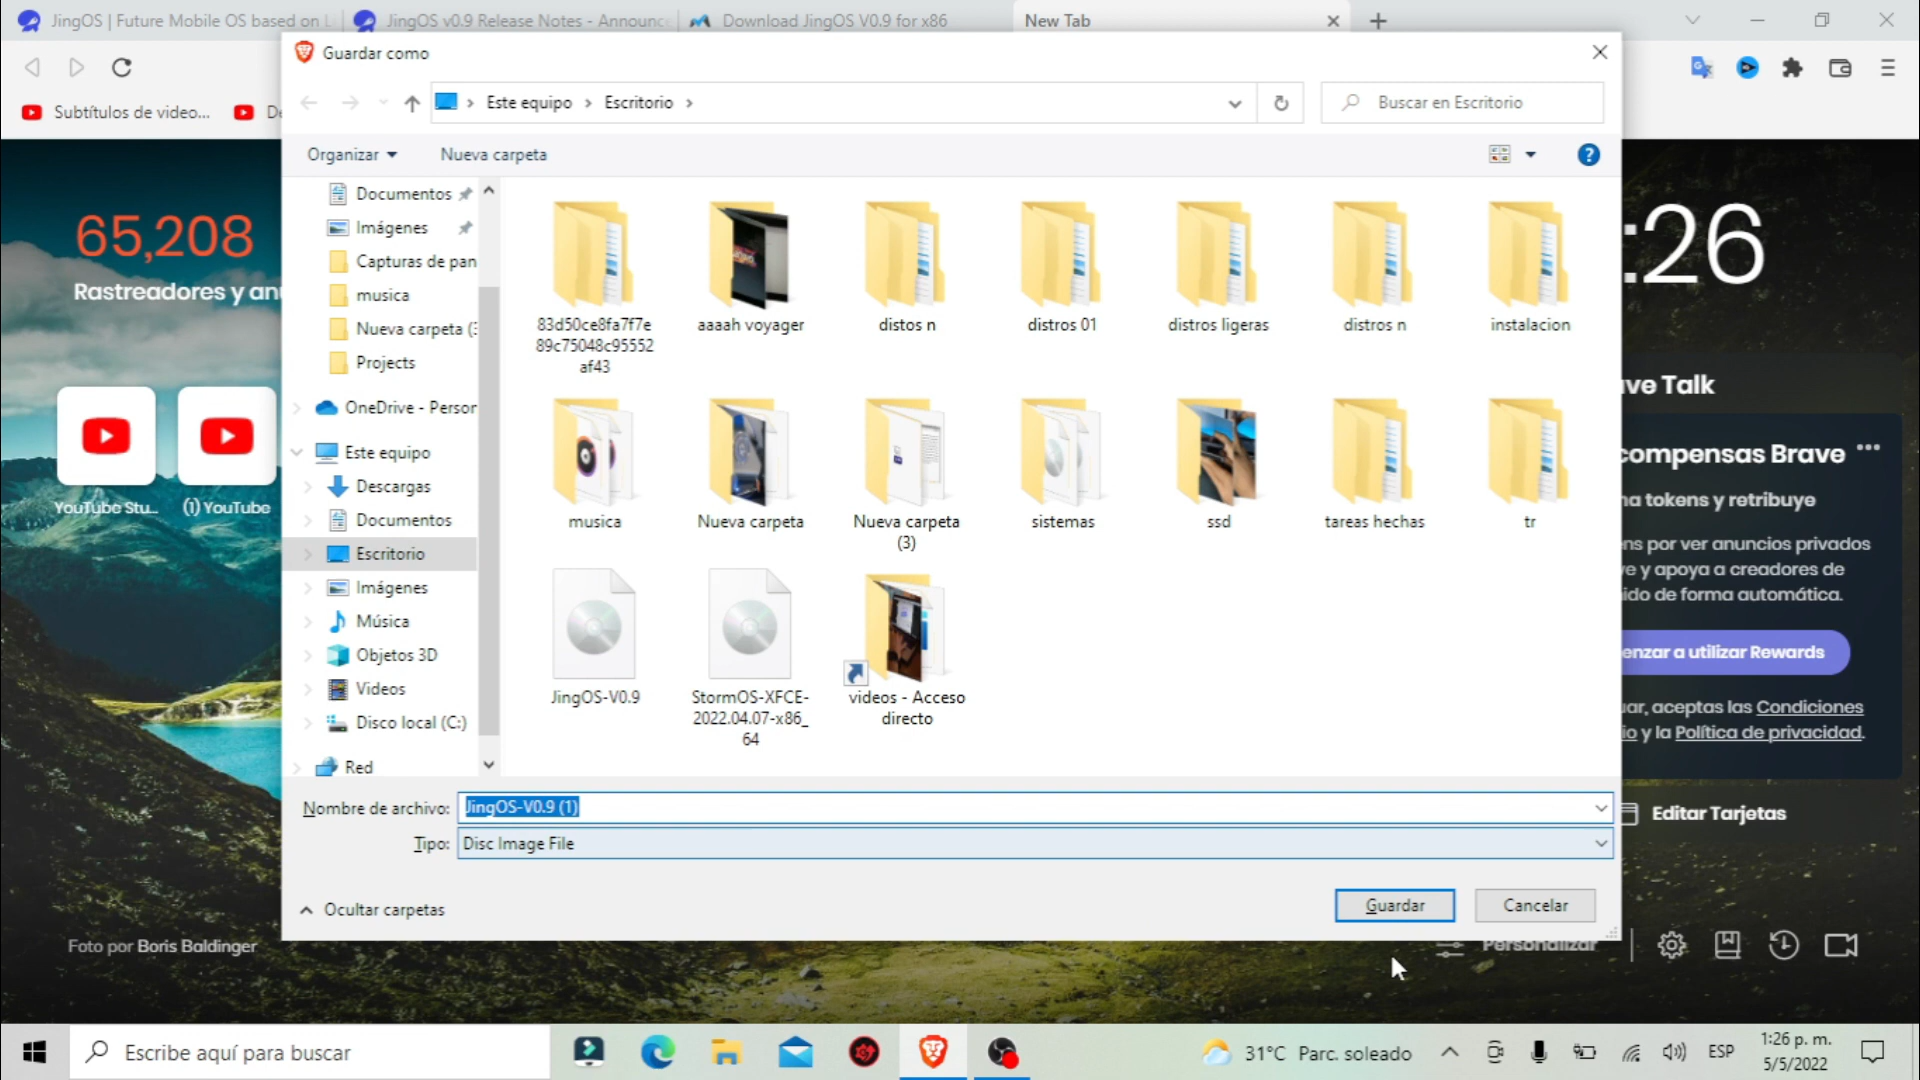 JingOS | Future Mobile OS based on L
JingOS v0.9 Release Notes - Announc
Download JingOS V0.9 for x86
New Tab
Guardar como
Este equipo
Escritorio
Buscar en Escritorio
Subtítulos de video...
Organizar
Nueva carpeta
65,208
Rastreadores y an
:26
Documentos
Imágenes
Capturas de pan
musica
Nueva carpeta (3
Projects
OneDrive - Person
Este equipo
Descargas
Documentos
Escritorio
Imágenes
Música
Objetos 3D
Videos
Disco local (C:)
Red
83d50ce8fa7f7e
89c75048c95552
af43
aaaah voyager
distos n
distros 01
distros ligeras
distros n
instalacion
musica
Nueva carpeta
Nueva carpeta
(3)
sistemas
ssd
tareas hechas
tr
JingOS-V0.9
StormOS-XFCE-
2022.04.07-x86_
64
videos - Acceso
directo
YouTube Stu...
(1) YouTube
ve Talk
compensas Brave
na tokens y retribuye
ns por ver anuncios privados
e y apoya a creadores de
ido de forma automática.
enzar a utilizar Rewards
uar, aceptas las Condiciones
io y la Política de privacidad.
Editar Tarjetas
Nombre de archivo:
JingOS-V0.9 (1)
Tipo:
Disc Image File
Ocultar carpetas
Guardar
Cancelar
Foto por Boris Baldinger
Personalizar
Escribe aquí para buscar
31°C Parc. soleado
ESP
1:26 p. m.
5/5/2022